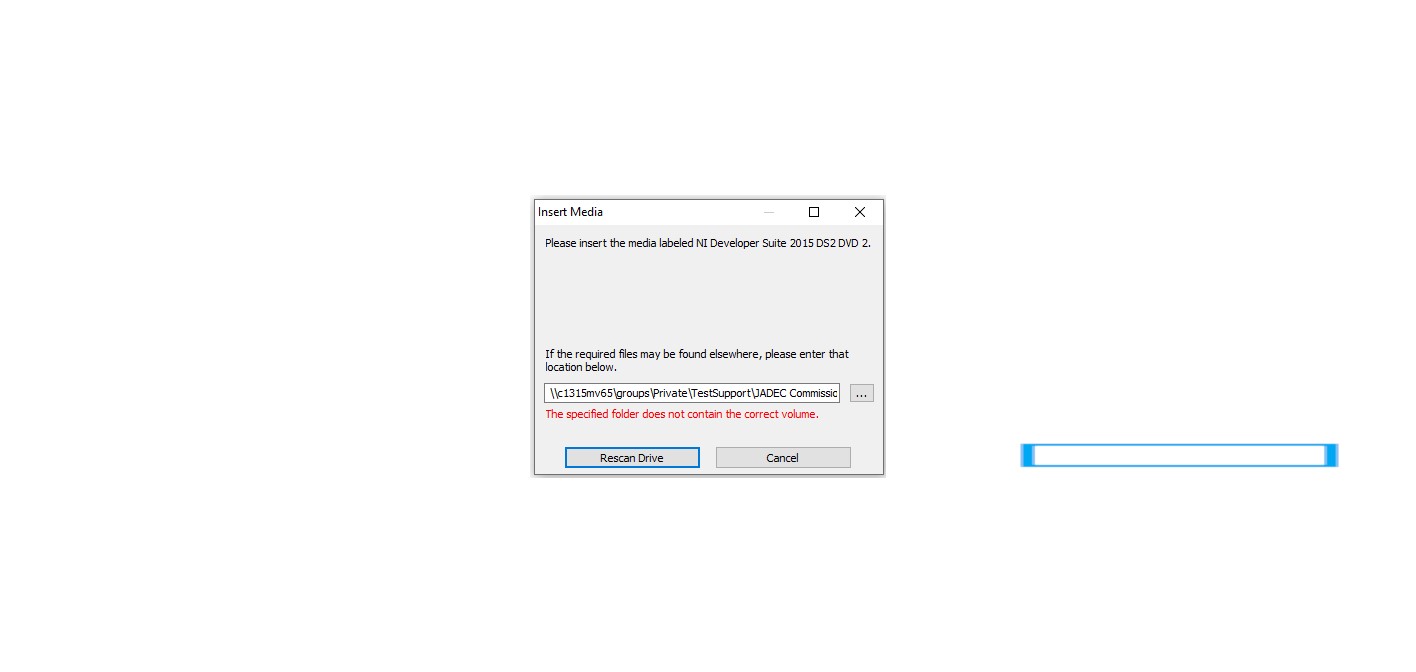 Insert Media
Please insert the media labeled NI Developer Suite 2015 DS2 DVD 2.
If the required files may be found elsewhere, please enter that
location below.
\\c1315mv65\groups\Private\TestSupport\JADEC Commissic
...
The specified folder does not contain the correct volume.
Rescan Drive
Cancel